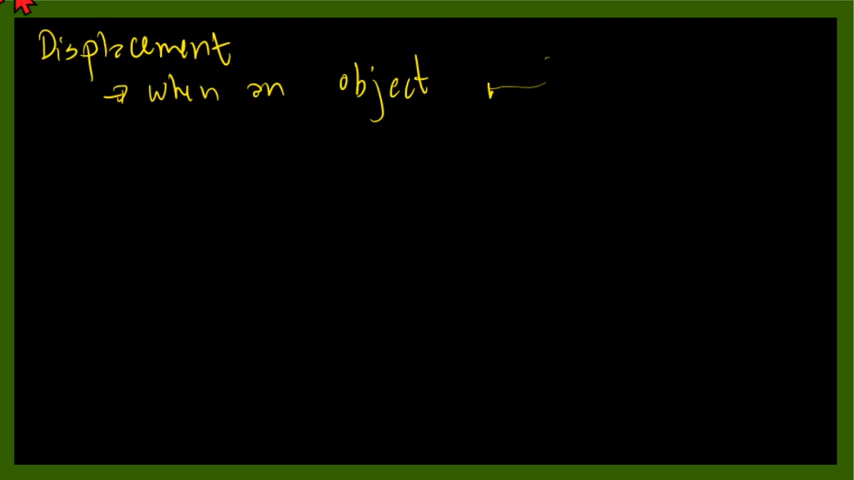 Displacement
→ when an object